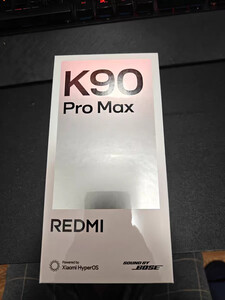 K90
Pro Max
REDMI
Powered by
Xiaomi HyperOS
SOUND BY
BOSE